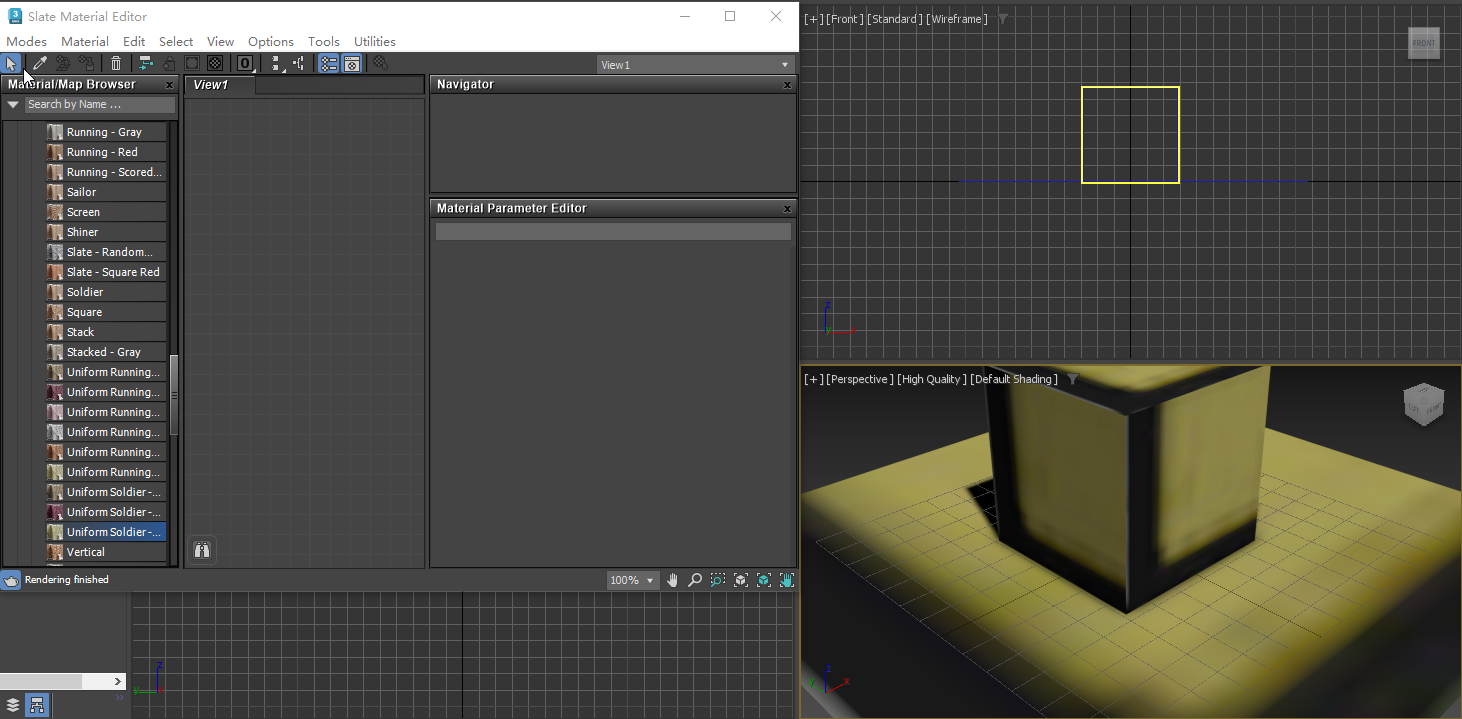 Slate Material Editor
Modes Material Edit Select View Options Tools Utilities
View1
Material/Map Browser
Search by Name ...
Running - Gray
Running - Red
Running - Scored...
Sailor
Screen
Shiner
Slate - Random...
Slate - Square Red
Soldier
Square
Stack
Stacked - Gray
Uniform Running...
Uniform Running...
Uniform Running...
Uniform Running...
Uniform Running...
Uniform Running...
Uniform Soldier -...
Uniform Soldier -...
Uniform Soldier -...
Vertical
View1
Navigator
Material Parameter Editor
Rendering finished
100%
[+] [Front ] [Standard ] [Wireframe ]
FRONT
z
x
[+] [Perspective ] [High Quality ] [Default Shading ]
z
x
z
y